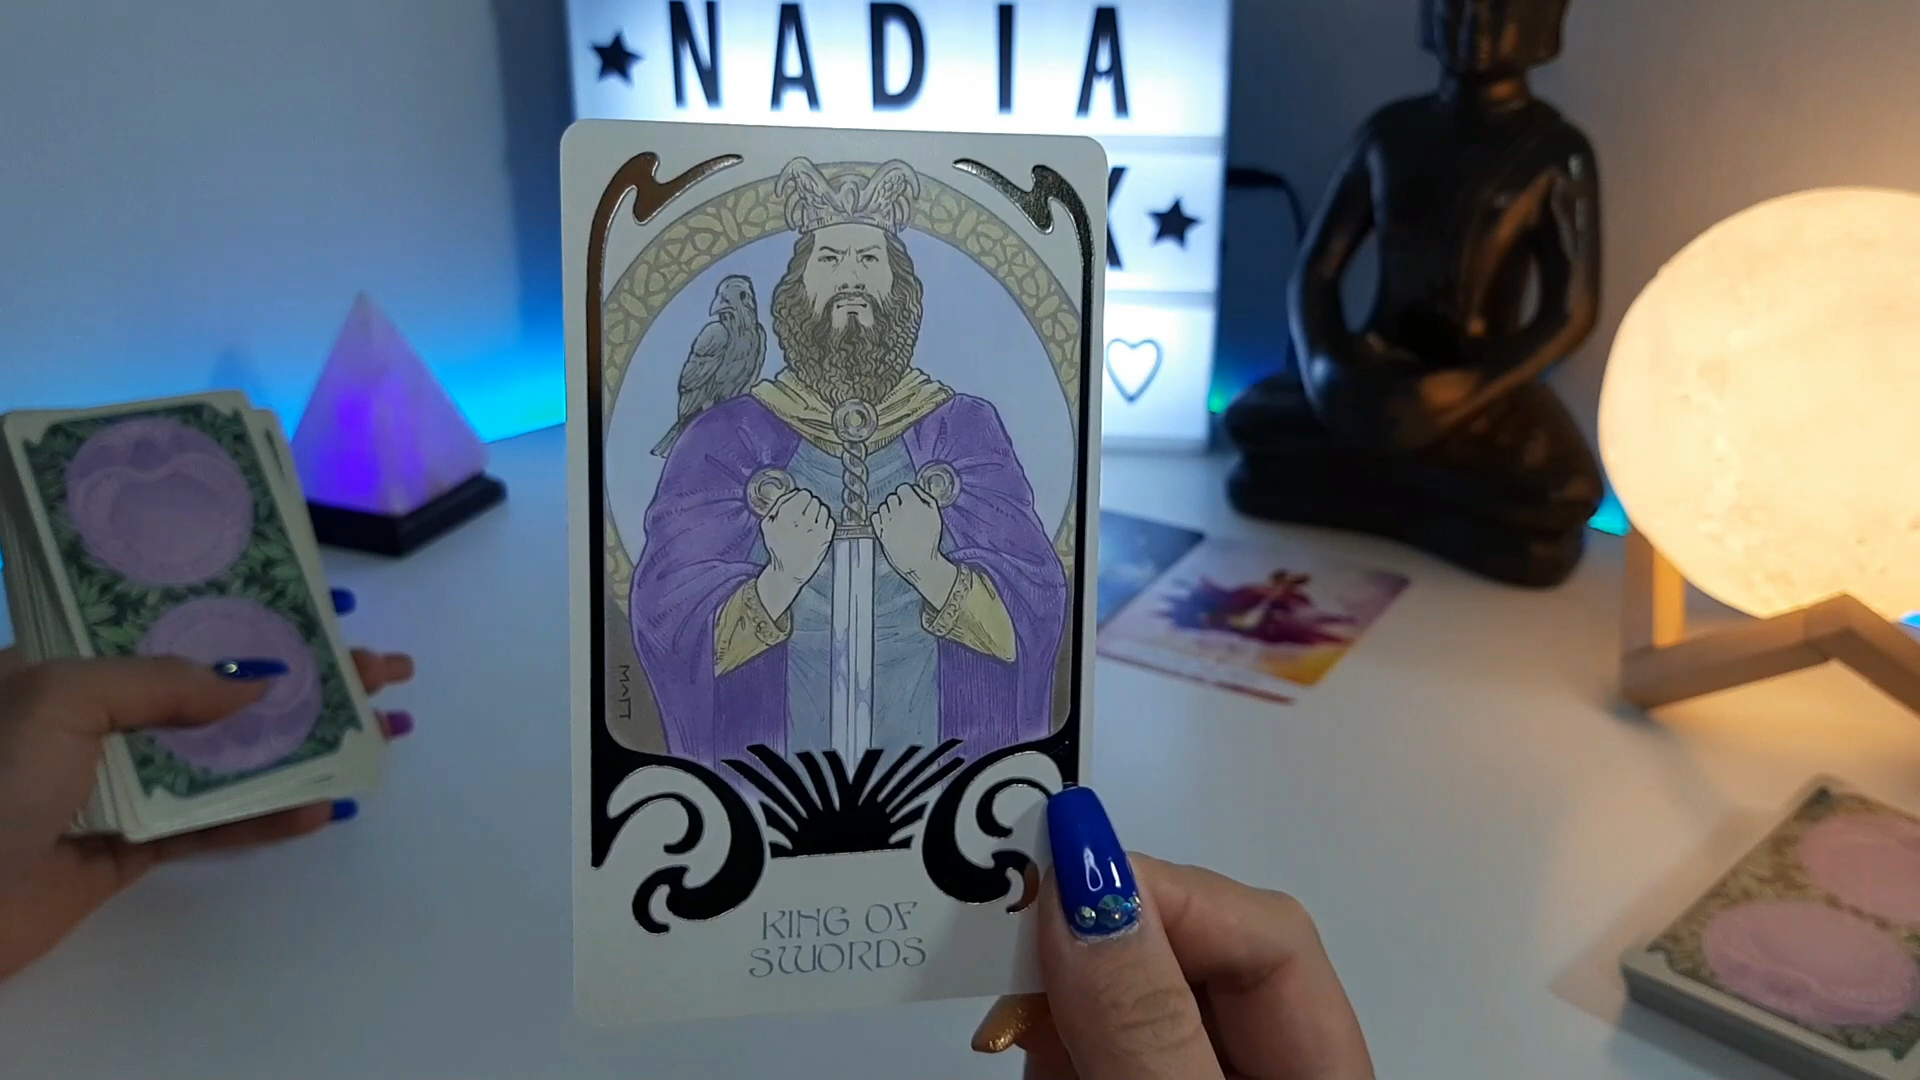 ★ NADIA
X ★
♡
MATT
KING OF
SWORDS